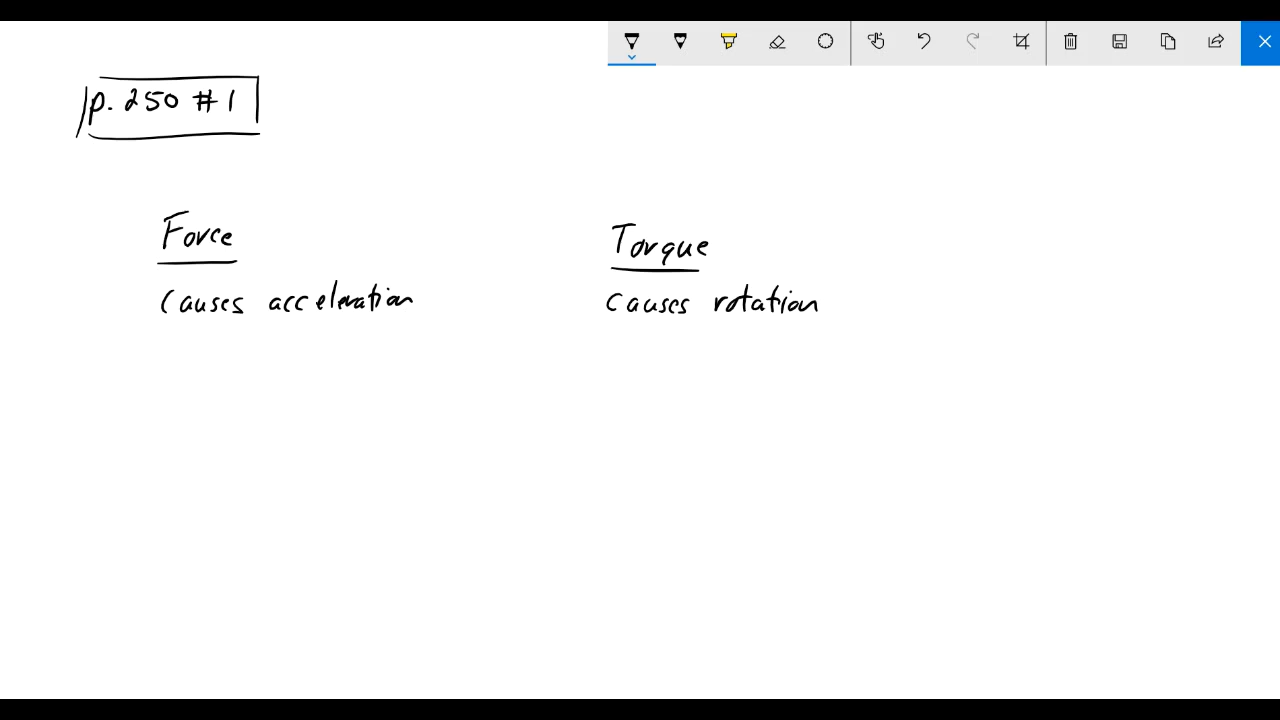 p. 250 #1
Force
causes acceleration
Torque
causes rotation